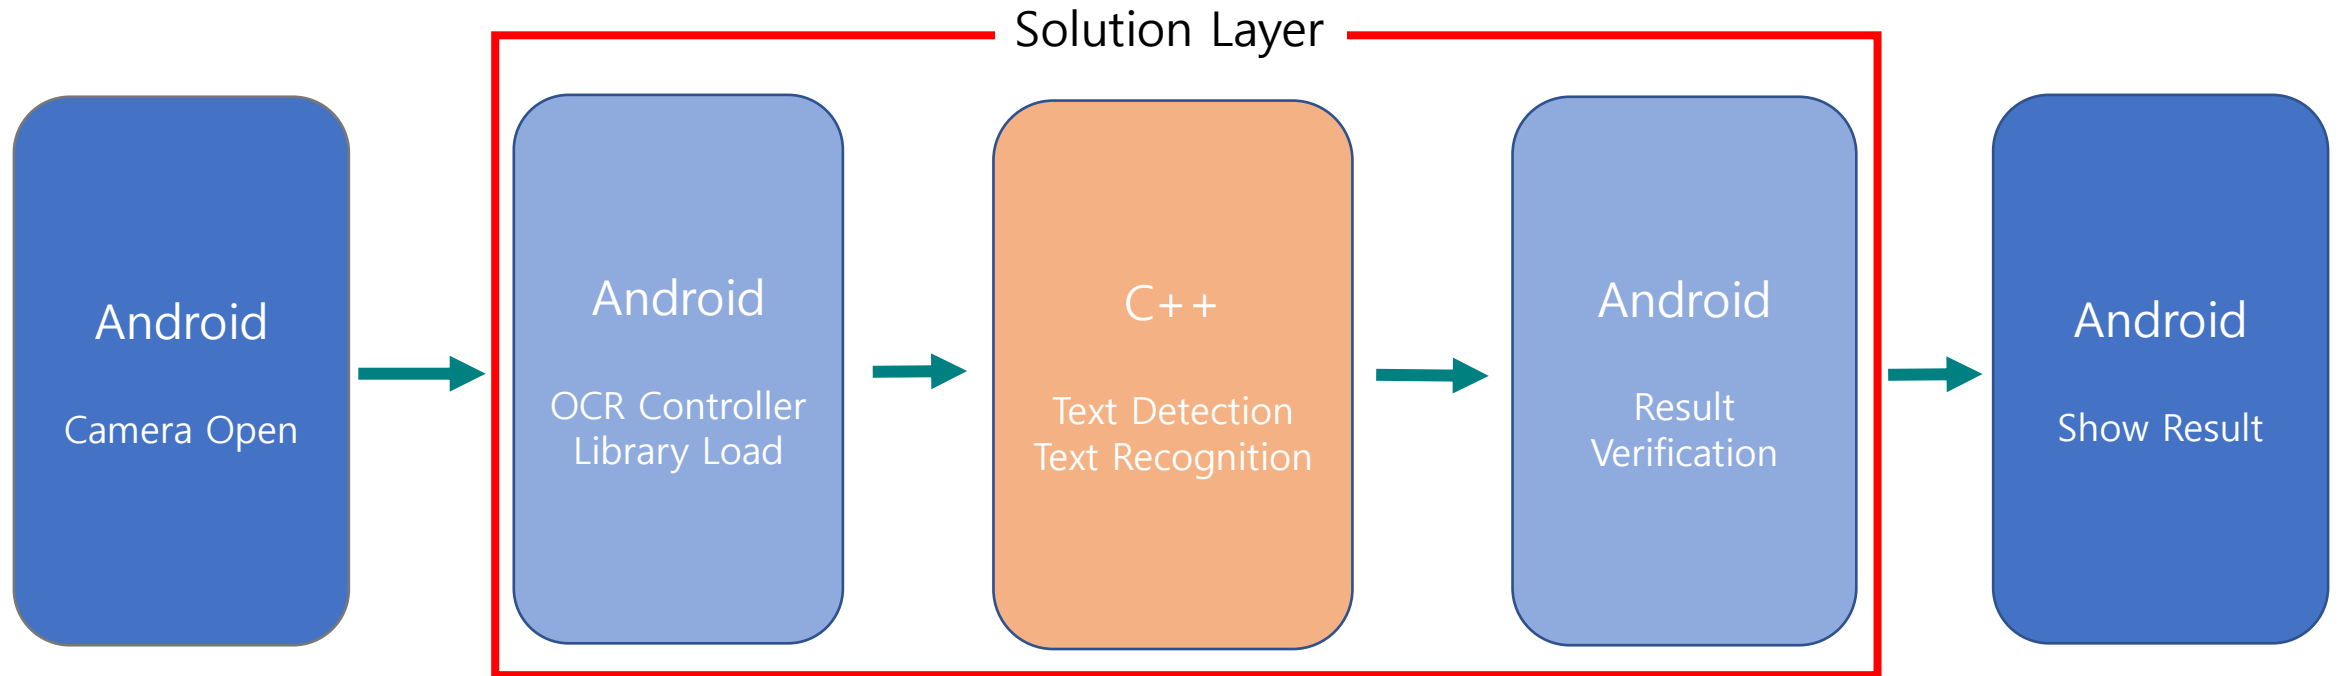 Solution Layer
Android
Camera Open
Android
OCR Controller
Library Load
C++
Text Detection
Text Recognition
Android
Result
Verification
Android
Show Result